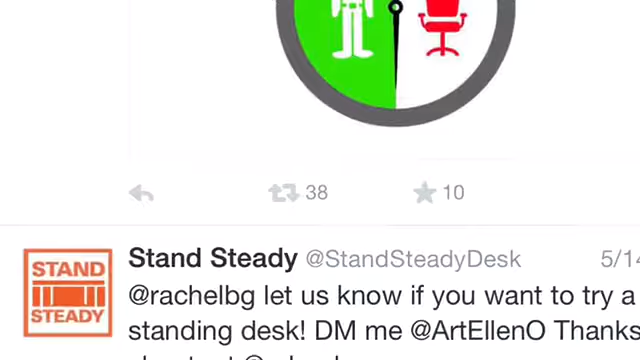 38
10
Stand Steady @StandSteadyDesk 5/14
STAND
STEADY
@rachelbg let us know if you want to try a
standing desk! DM me @ArtEllenO Thanks